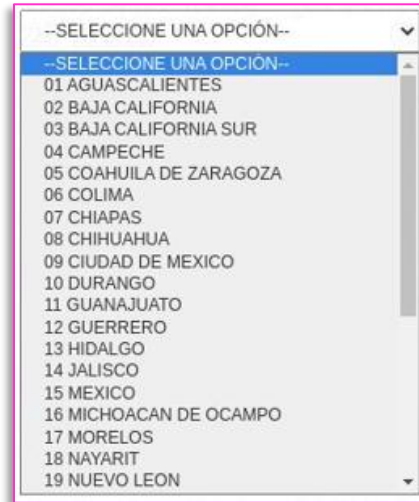 --SELECCIONE UNA OPCIÓN--
--SELECCIONE UNA OPCIÓN--
01 AGUASCALIENTES
02 BAJA CALIFORNIA
03 BAJA CALIFORNIA SUR
04 CAMPECHE
05 COAHUILA DE ZARAGOZA
06 COLIMA
07 CHIAPAS
08 CHIHUAHUA
09 CIUDAD DE MEXICO
10 DURANGO
11 GUANAJUATO
12 GUERRERO
13 HIDALGO
14 JALISCO
15 MEXICO
16 MICHOACAN DE OCAMPO
17 MORELOS
18 NAYARIT
19 NUEVO LEON